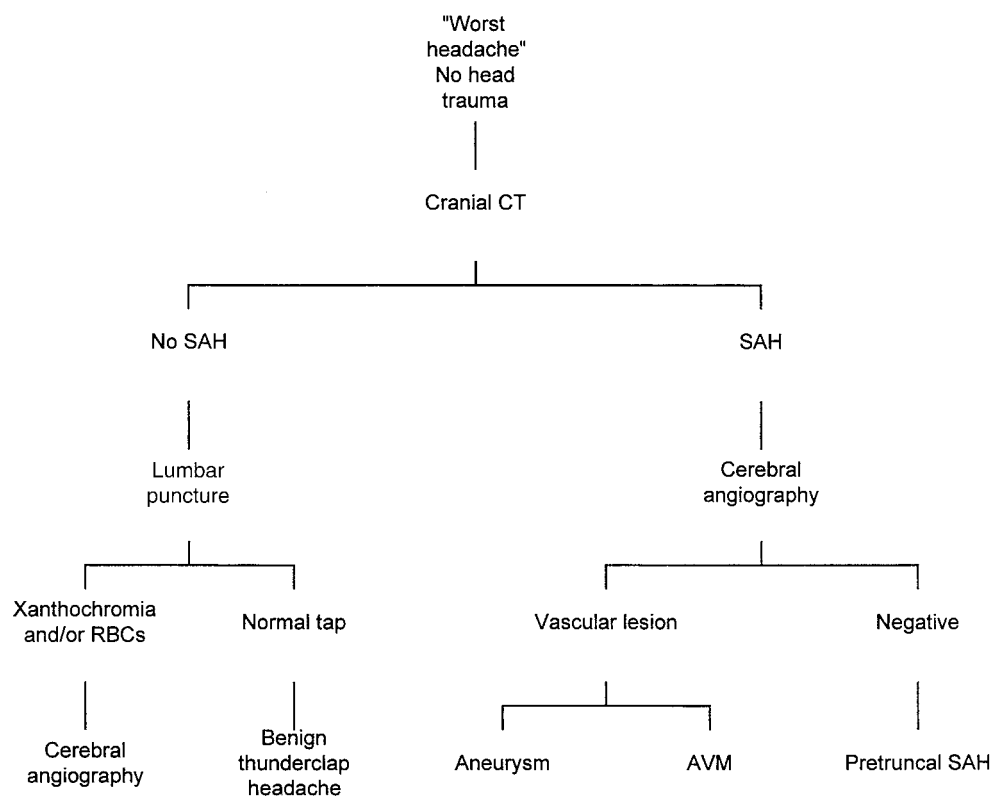 "Worst
headache"
No head
trauma
Cranial CT
No SAH
SAH
Lumbar
puncture
Cerebral
angiography
Xanthochromia
and/or RBCs
Normal tap
Vascular lesion
Negative
Cerebral
angiography
Benign
thunderclap
headache
Aneurysm
AVM
Pretruncal SAH